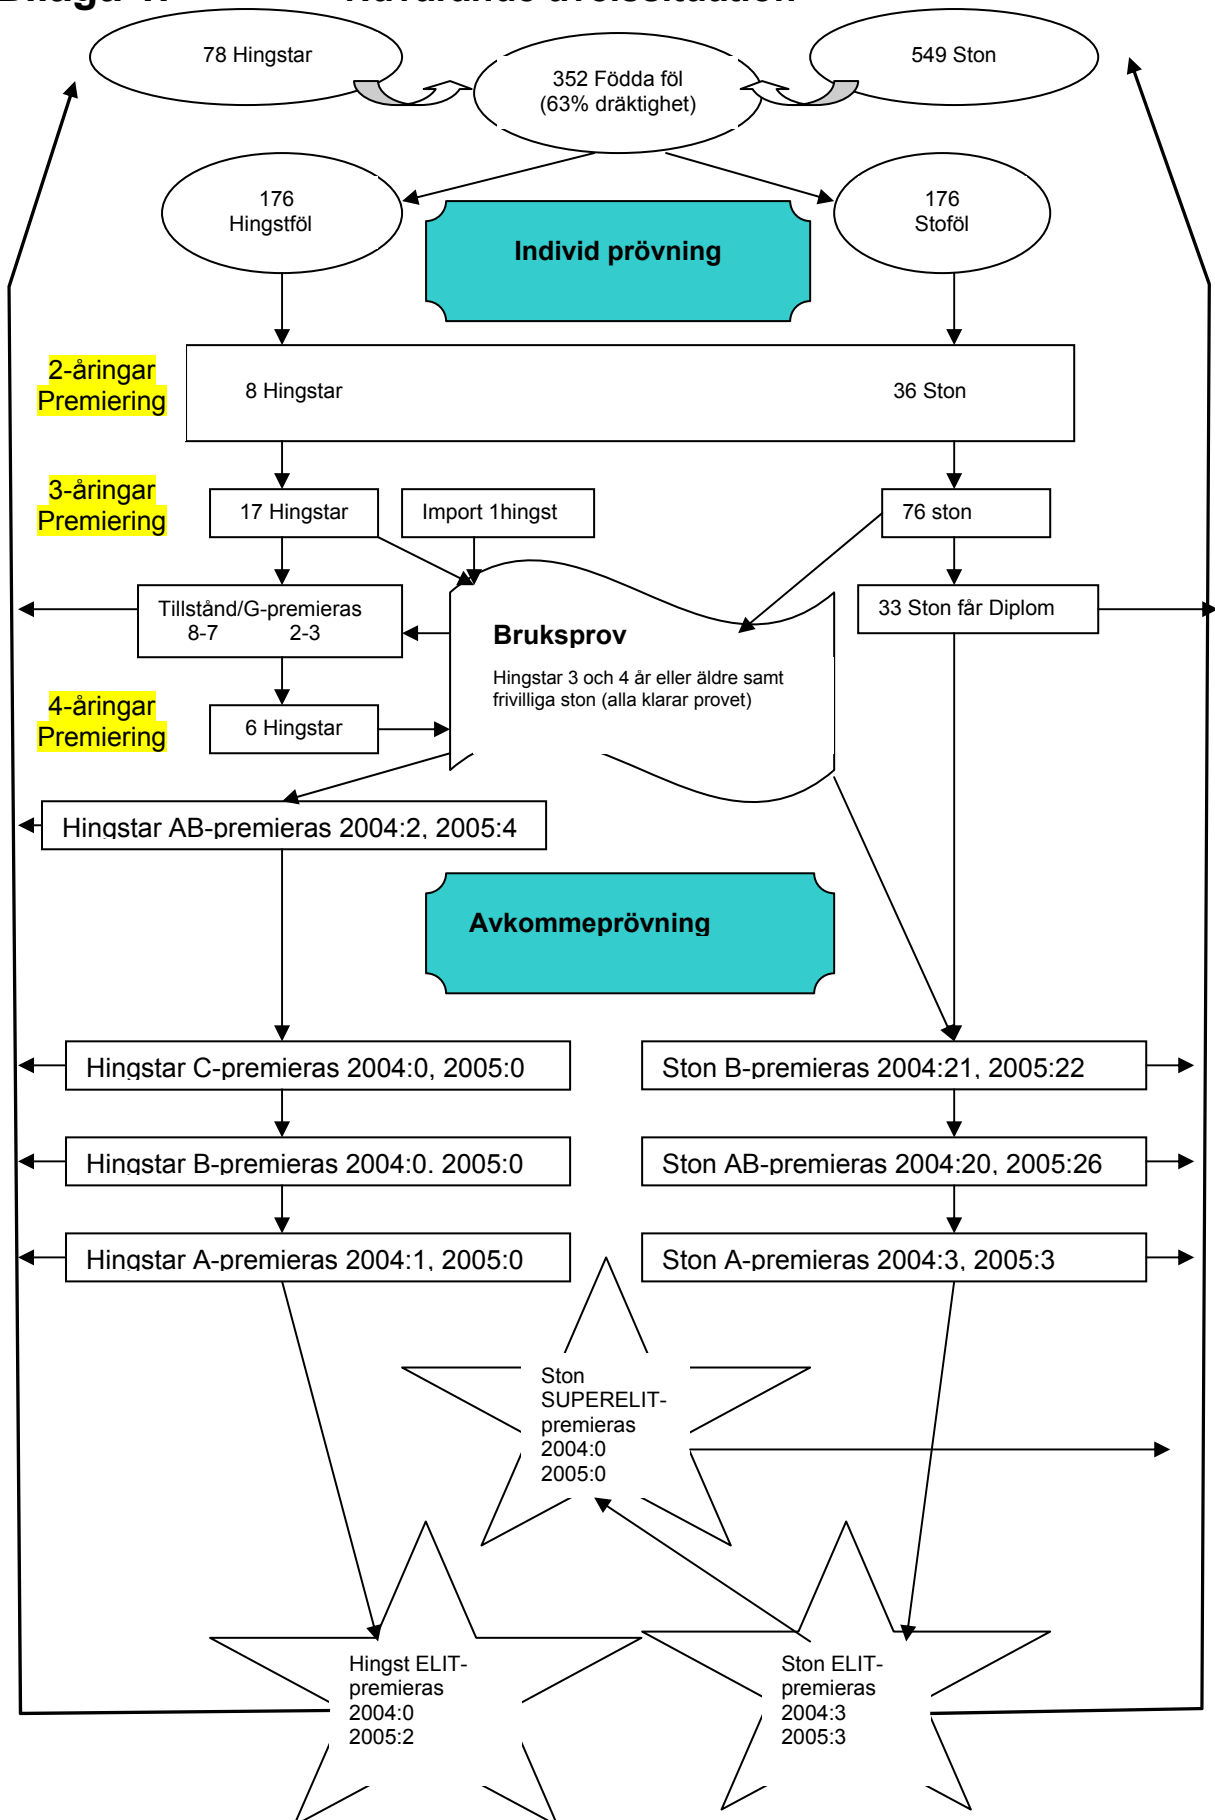 78 Hingstar
352 Födda föl
(63% dräktighet)
549 Ston
176
Hingstföl
176
Stoföl
Individ prövning
2-åringar
Premiering
8 Hingstar
36 Ston
3-åringar
Premiering
17 Hingstar
Import 1hingst
76 ston
Tillstånd/G-premieras
8-7 2-3
33 Ston får Diplom
Bruksprov
Hingstar 3 och 4 år eller äldre samt
frivilliga ston (alla klarar provet)
4-åringar
Premiering
6 Hingstar
Hingstar AB-premieras 2004:2, 2005:4
Avkommeprövning
Hingstar C-premieras 2004:0, 2005:0
Ston B-premieras 2004:21, 2005:22
Hingstar B-premieras 2004:0. 2005:0
Ston AB-premieras 2004:20, 2005:26
Hingstar A-premieras 2004:1, 2005:0
Ston A-premieras 2004:3, 2005:3
Ston
SUPERELIT-
premieras
2004:0
2005:0
Hingst ELIT-
premieras
2004:0
2005:2
Ston ELIT-
premieras
2004:3
2005:3